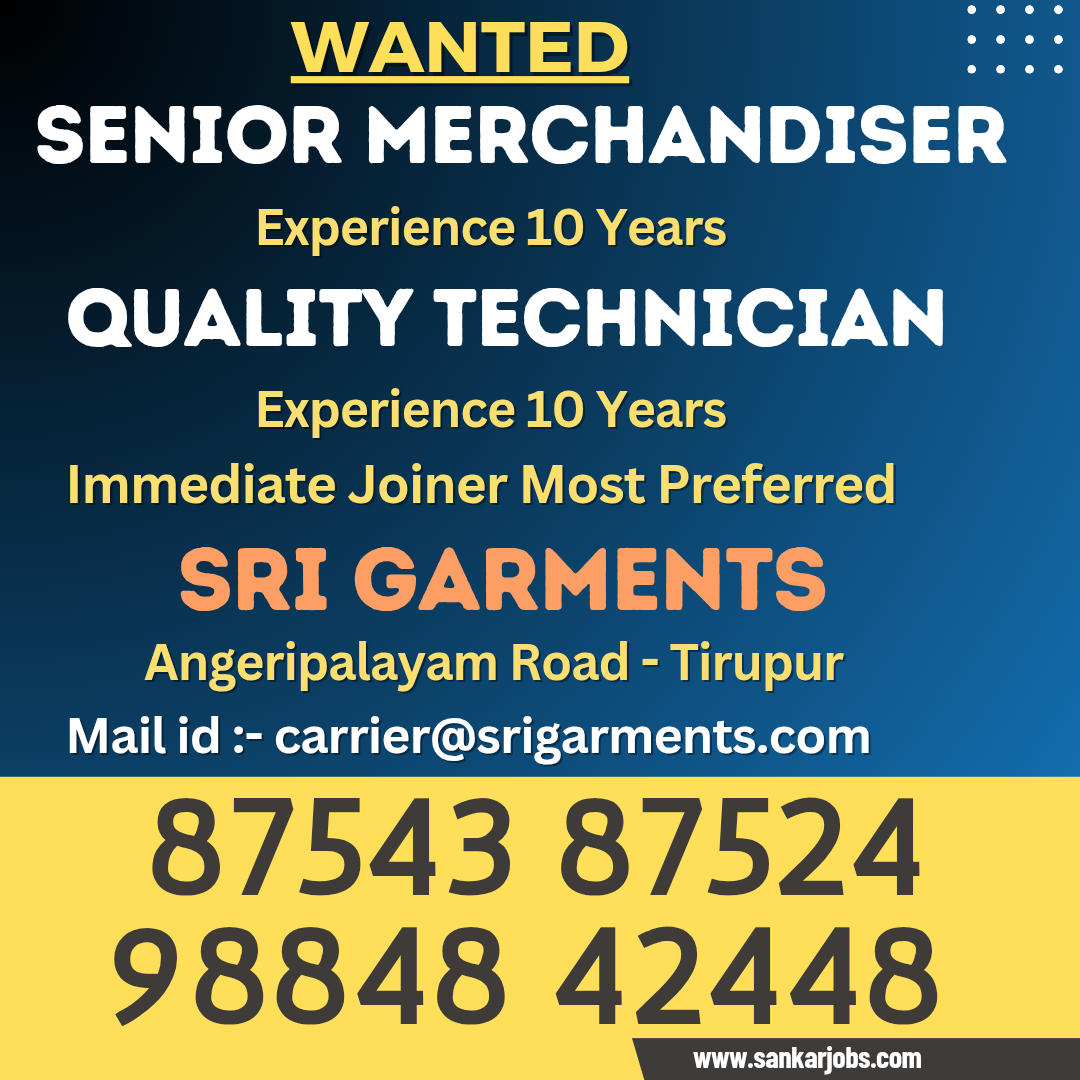 WANTED
SENIOR MERCHANDISER
Experience 10 Years
QUALITY TECHNICIAN
Experience 10 Years
Immediate Joiner Most Preferred
SRI GARMENTS
Angeripalayam Road - Tirupur
Mail id :- carrier@srigarments.com
87543 87524
98848 42448
www.sankarjobs.com